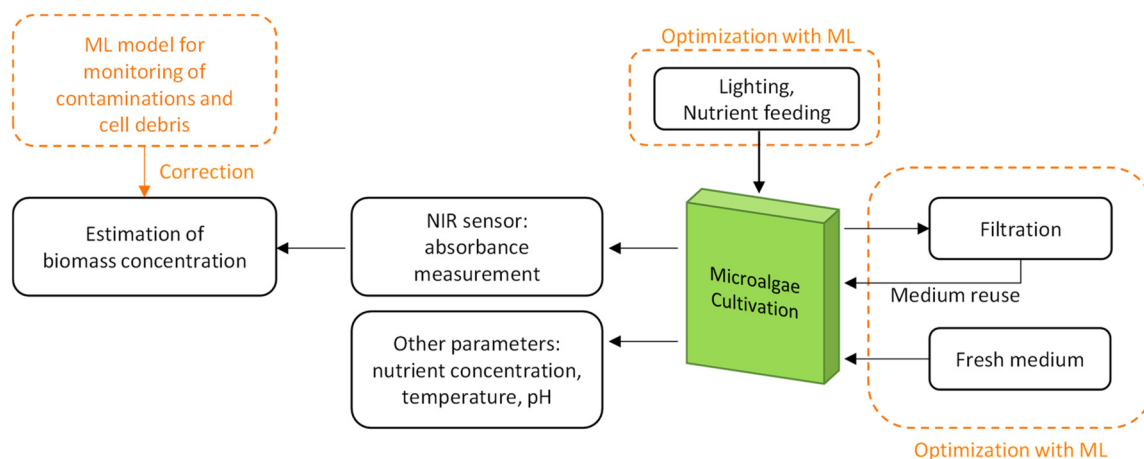 ML model for
monitoring of
contaminations and
cell debris
Correction
Estimation of
biomass concentration
NIR sensor:
absorbance
measurement
Other parameters:
nutrient concentration,
temperature, pH
Optimization with ML
Lighting,
Nutrient feeding
Microalgae
Cultivation
Filtration
Medium reuse
Fresh medium
Optimization with ML